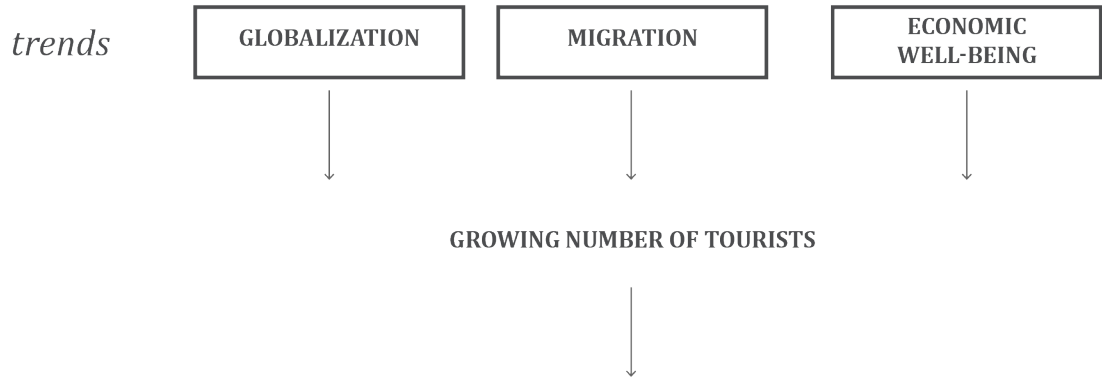 trends
GLOBALIZATION
MIGRATION
ECONOMIC
WELL-BEING
GROWING NUMBER OF TOURISTS